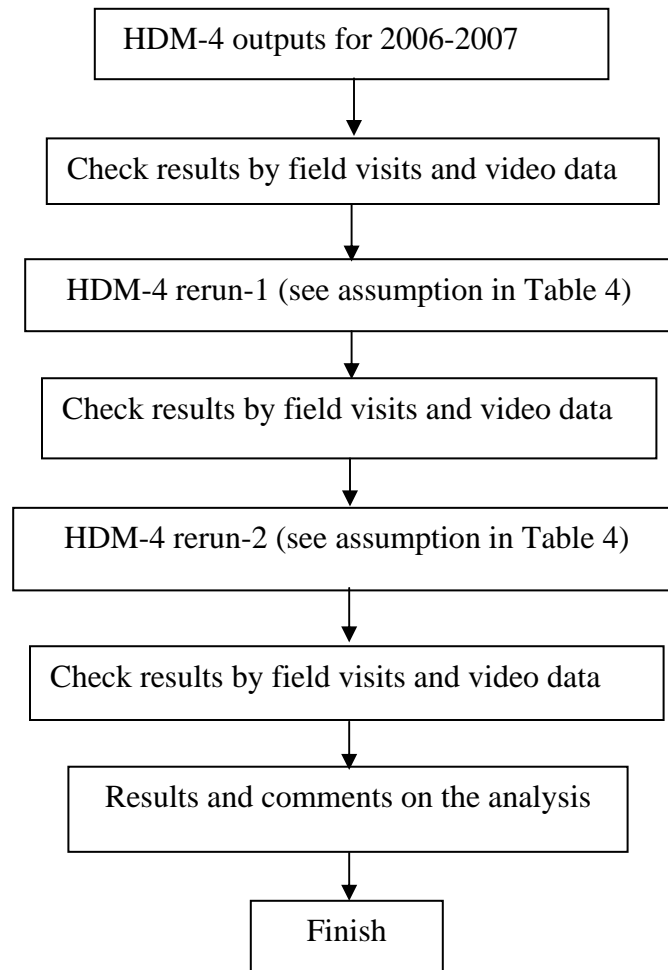 HDM-4 outputs for 2006-2007
Check results by field visits and video data
HDM-4 rerun-1 (see assumption in Table 4)
Check results by field visits and video data
HDM-4 rerun-2 (see assumption in Table 4)
Check results by field visits and video data
Results and comments on the analysis
Finish